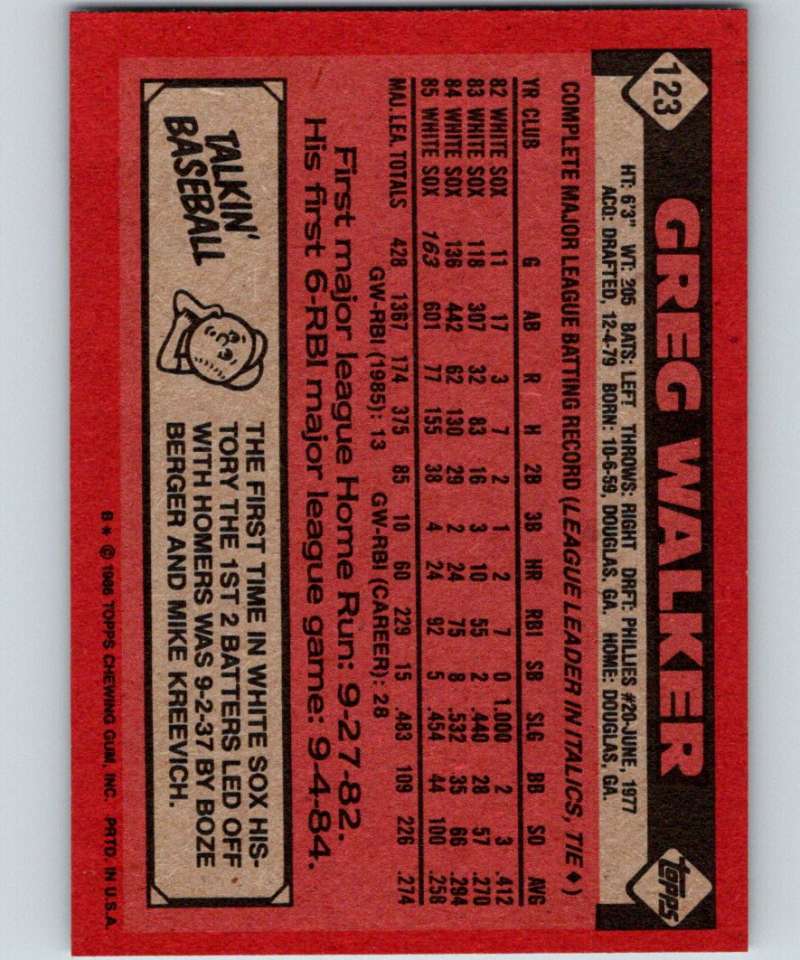 123
GREG WALKER
topps
HT: 6'3" WT: 205 BATS: LEFT THROWS: RIGHT DRFT: PHILLIES #20-JUNE, 1977
ACQ: DRAFTED, 12-4-79 BORN: 10-6-59, DOUGLAS, GA. HOME: DOUGLAS, GA.
COMPLETE MAJOR LEAGUE BATTING RECORD (LEAGUE LEADER IN ITALICS, TIE ♦)
YR CLUB G AB R H 2B 3B HR RBI SB SLG BB SO AVG
82 WHITE SOX 11 17 3 7 2 1 2 7 0 1.000 2 3 .412
83 WHITE SOX 118 307 32 83 16 3 10 55 2 .440 28 57 .270
84 WHITE SOX 136 442 62 130 29 2 24 75 8 .532 35 66 .294
85 WHITE SOX 163 601 77 155 38 4 24 92 5 .454 44 100 .258
MAJ. LEA. TOTALS 428 1367 174 375 85 10 60 229 15 .483 109 226 .274
GW-RBI (1985): 13 GW-RBI (CAREER): 28
First major league Home Run: 9-27-82.
His first 6-RBI major league game: 9-4-84.
TALKIN'
BASEBALL
THE FIRST TIME IN WHITE SOX HIS-
TORY THE 1ST 2 BATTERS LED OFF
WITH HOMERS WAS 9-2-37 BY BOZE
BERGER AND MIKE KREEVICH.
B* © 1986 TOPPS CHEWING GUM, INC. PRTD. IN U.S.A.